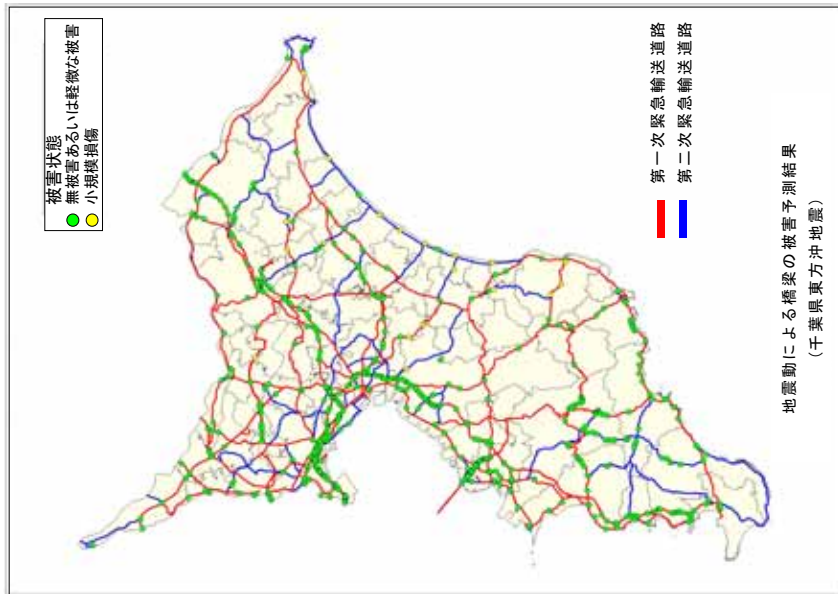 被害状態
無被害あるいは軽微な被害
小規模損傷
第一次緊急輸送道路
第二次緊急輸送道路
地震動による橋梁の被害予測結果
(千葉県東方沖地震)